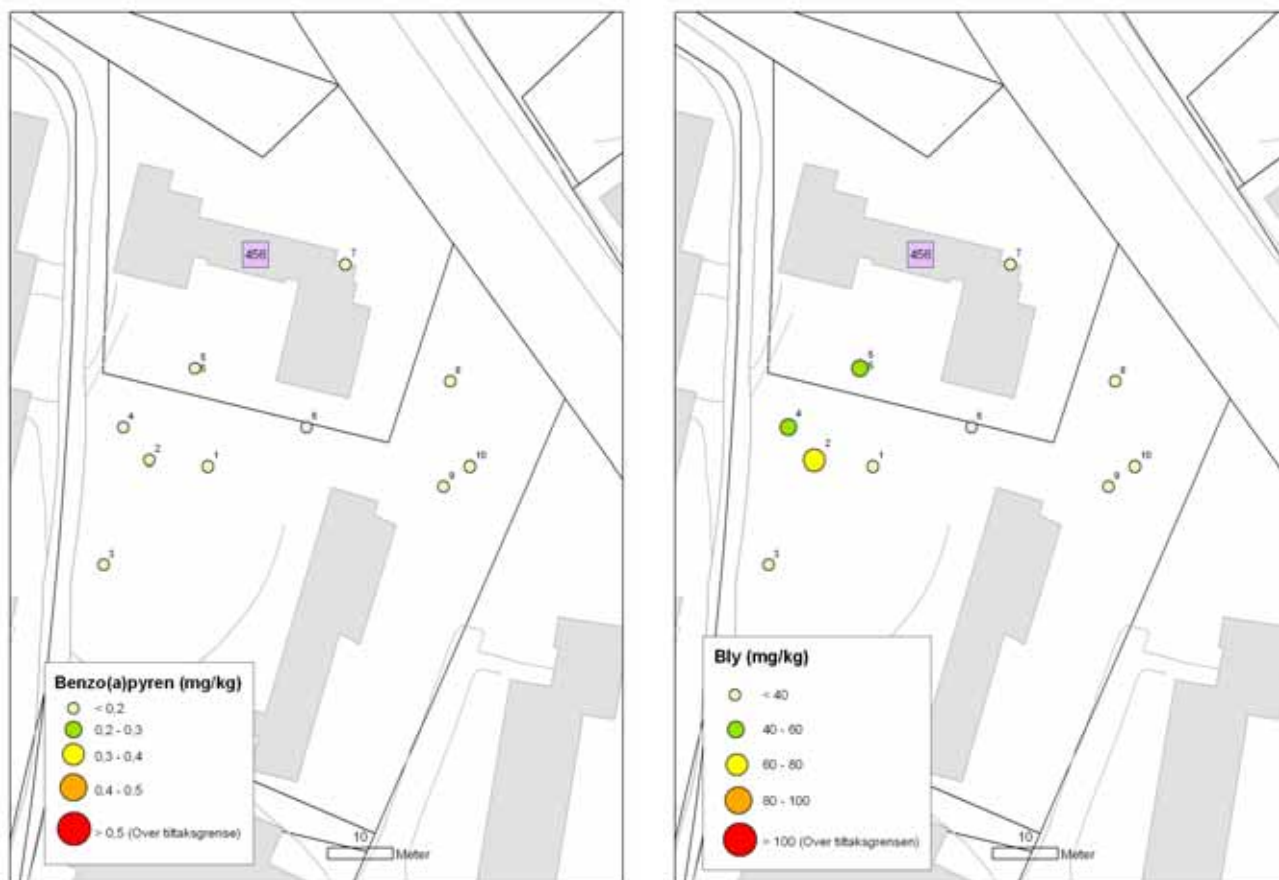 456
7
5
8
4
6
2
1
10
9
3
Benzo(a)pyren (mg/kg)
< 0,2
0,2 - 0,3
0,3 - 0,4
0,4 - 0,5
> 0,5 (Over tiltaksgrense)
10
Meter
456
7
5
8
4
6
2
1
10
9
3
Bly (mg/kg)
< 40
40 - 60
60 - 80
80 - 100
> 100 (Over tiltaksgrensen)
10
Meter